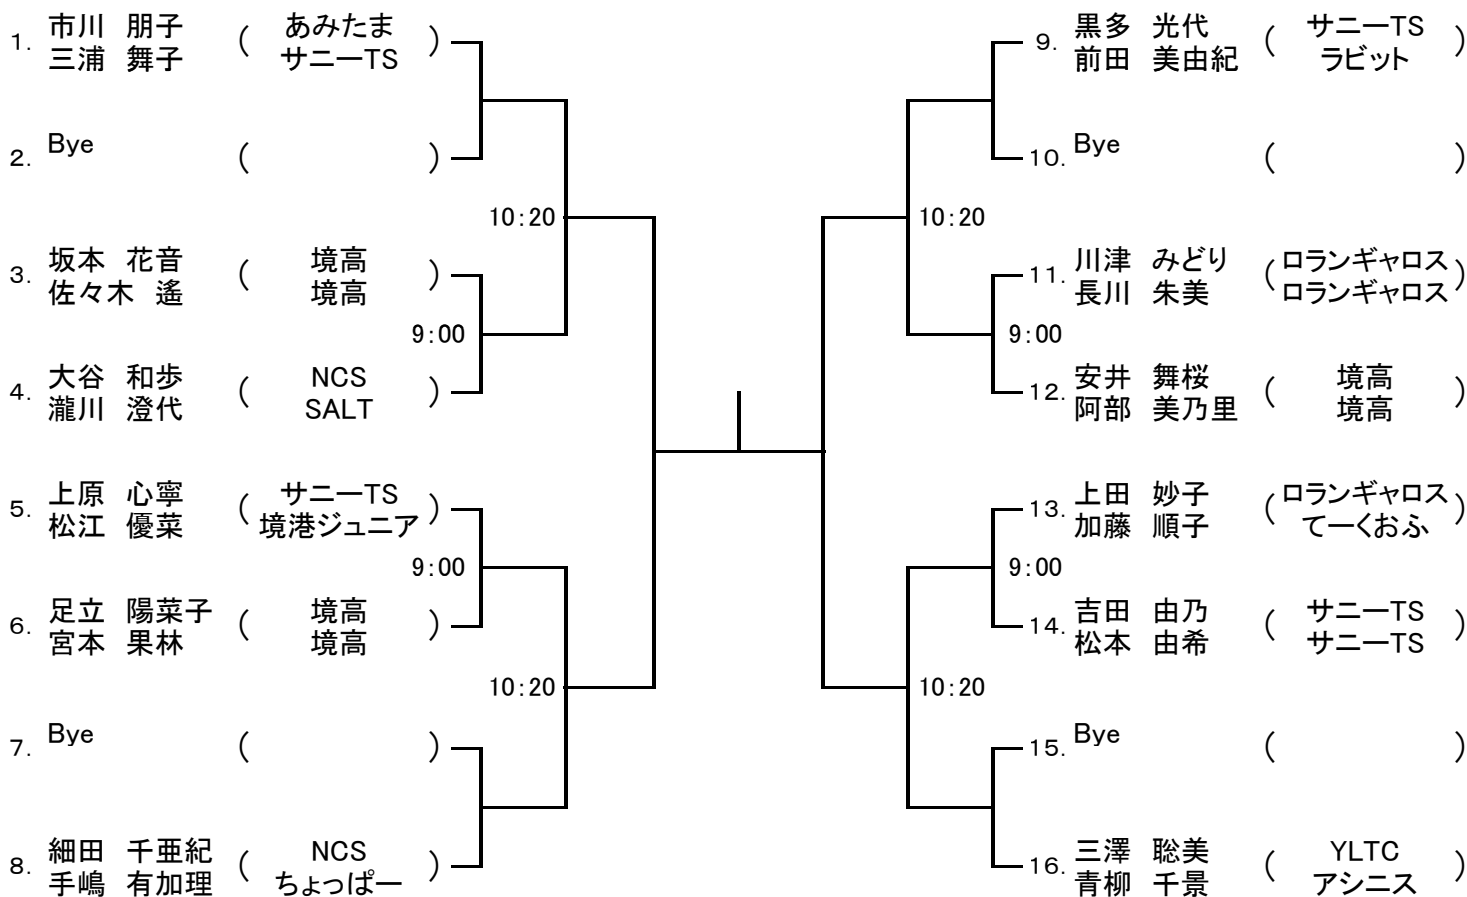 1. 市川 朋子 ( あみたま )
三浦 舞子 サニーTS
2. Bye ( )
10:20
3. 坂本 花音 ( 境高 )
佐々木 遙 境高
9:00
4. 大谷 和歩 ( NCS )
瀧川 澄代 SALT
5. 上原 心寧 ( サニーTS )
松江 優菜 境港ジュニア
9:00
6. 足立 陽菜子 ( 境高 )
宮本 果林 境高
10:20
7. Bye ( )
8. 細田 千亜紀 ( NCS )
手嶋 有加理 ちょっぱー
9. 黒多 光代 ( サニーTS )
前田 美由紀 ラビット
10. Bye ( )
10:20
11. 川津 みどり ( ロランギャロス )
長川 朱美 ロランギャロス
9:00
12. 安井 舞桜 ( 境高 )
阿部 美乃里 境高
13. 上田 妙子 ( ロランギャロス )
加藤 順子 てーくおふ
9:00
14. 吉田 由乃 ( サニーTS )
松本 由希 サニーTS
10:20
15. Bye ( )
16. 三澤 聡美 ( YLTC )
青柳 千景 アシニス